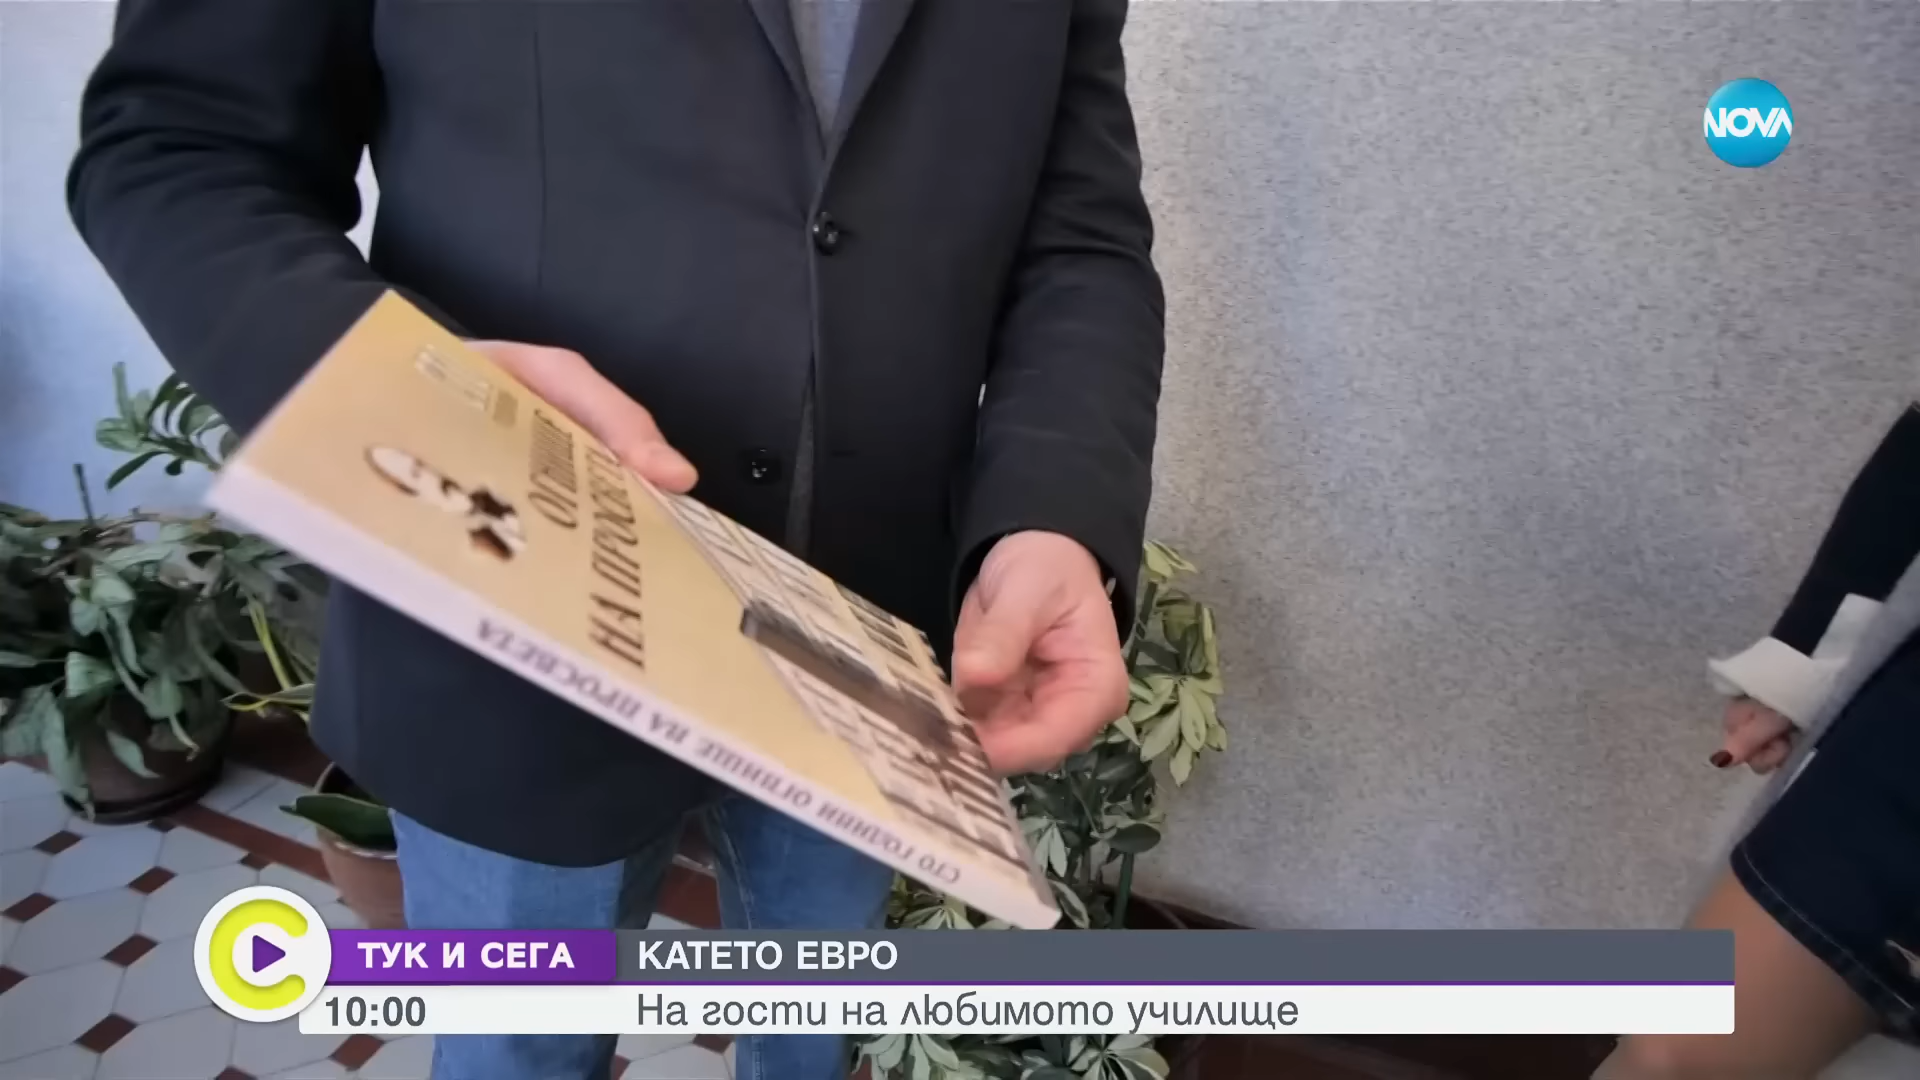 NOVA
ОГНИЩЕ
НА ПРОСВЕТА
СТО ГОДИНИ ОГНИЩЕ НА ПРОСВЕТА
ТУК И СЕГА
КАТЕТО ЕВРО
10:00
На гости на любимото училище